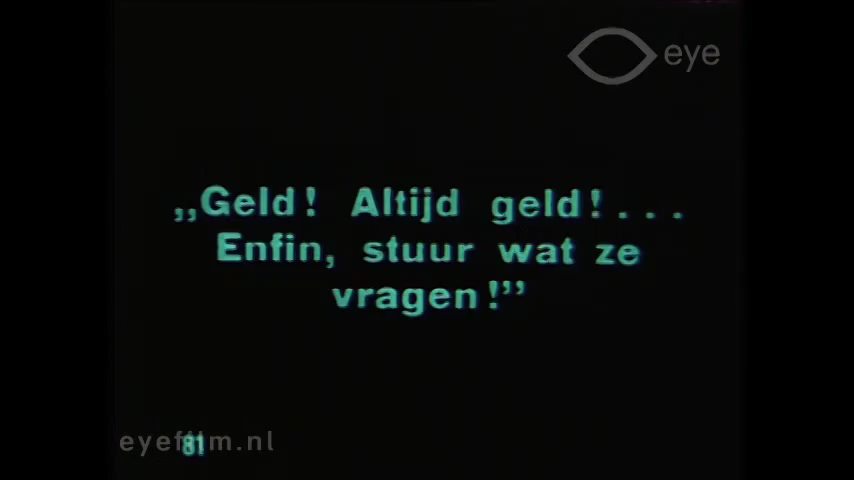 eye
„Geld! Altijd geld!...
Enfin, stuur wat ze
vragen!”
eyefilm.nl
81